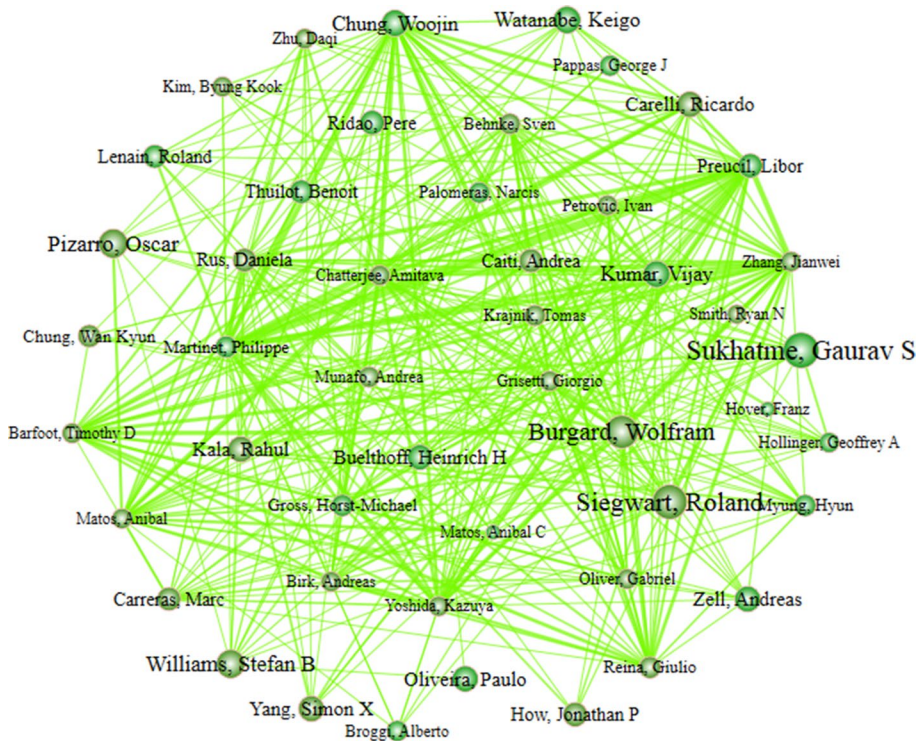 Chung, Woojin
Watanabe, Keigo
Zhu, Daqi
Pappas, George J
Kim, Byung Kook
Carelli, Ricardo
Ridao, Pere
Behnke, Sven
Lenain, Roland
Preucil, Libor
Thuilot, Benoit
Palomeras, Narcis
Petrovic, Ivan
Pizarro, Oscar
Rus, Daniela
Chatterjee, Amitava
Caiti, Andrea
Kumar, Vijay
Zhang, Jianwei
Krajnik, Tomas
Smith, Ryan N
Chung, Wan Kyun
Martinet, Philippe
Sukhatme, Gaurav S
Munafo, Andrea
Grisetti, Giorgio
Hover, Franz
Barfoot, Timothy D
Burgard, Wolfram
Hollinger, Geoffrey A
Kala, Rahul
Buelthoff, Heinrich H
Siegwart, Roland
Myung, Hyun
Gross, Horst-Michael
Matos, Anibal
Matos, Anibal C
Birk, Andreas
Oliver, Gabriel
Carreras, Marc
Yoshida, Kazuya
Zell, Andreas
Williams, Stefan B
Reina, Giulio
Oliveira, Paulo
Yang, Simon X
How, Jonathan P
Broggi, Alberto